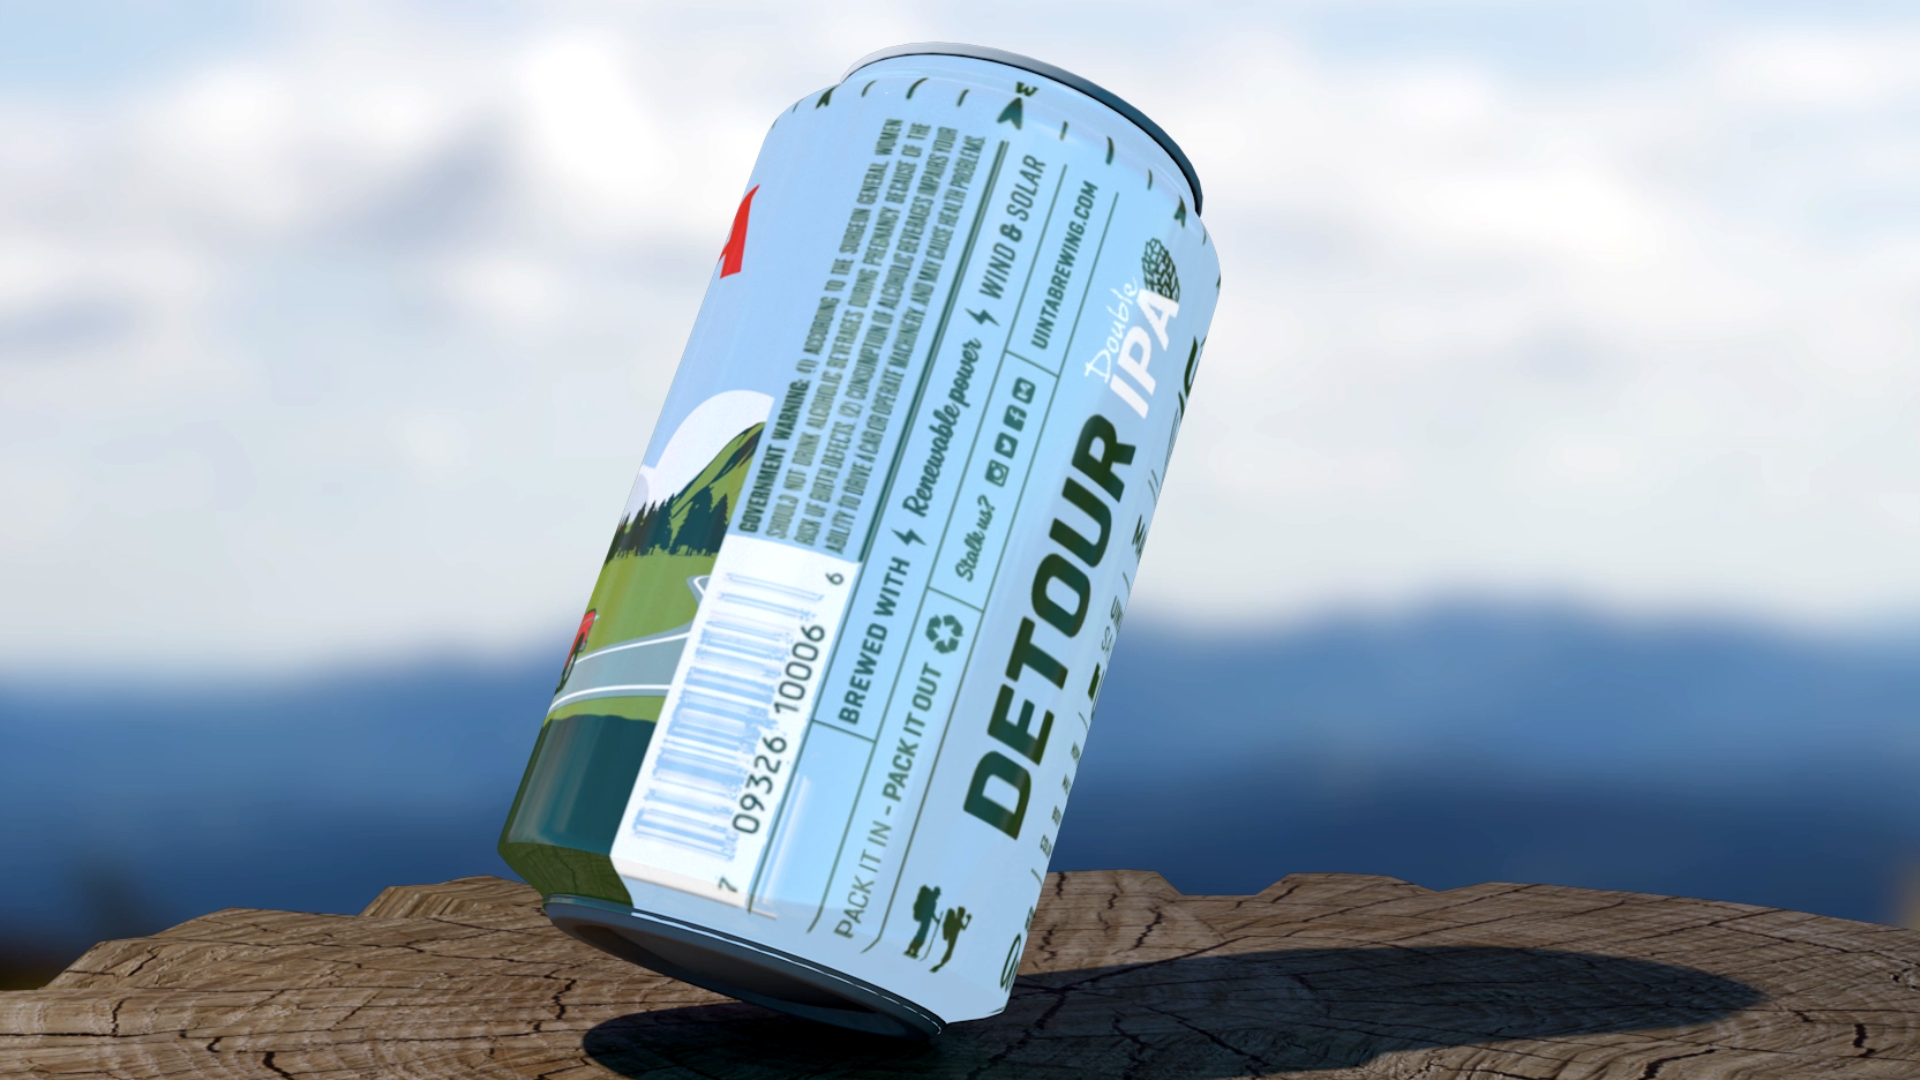 W
GOVERNMENT WARNING: (1) ACCORDING TO THE SURGEON GENERAL, WOMEN
SHOULD NOT DRINK ALCOHOLIC BEVERAGES DURING PREGNANCY BECAUSE OF THE
RISK OF BIRTH DEFECTS. (2) CONSUMPTION OF ALCOHOLIC BEVERAGES IMPAIRS YOUR
ABILITY TO DRIVE A CAR OR OPERATE MACHINERY, AND MAY CAUSE HEALTH PROBLEMS.
7 09326 10006 6
BREWED WITH Renewable power WIND & SOLAR
PACK IT IN - PACK IT OUT
Stalk us?
UINTABREWING.COM
DETOUR
Double
IPA